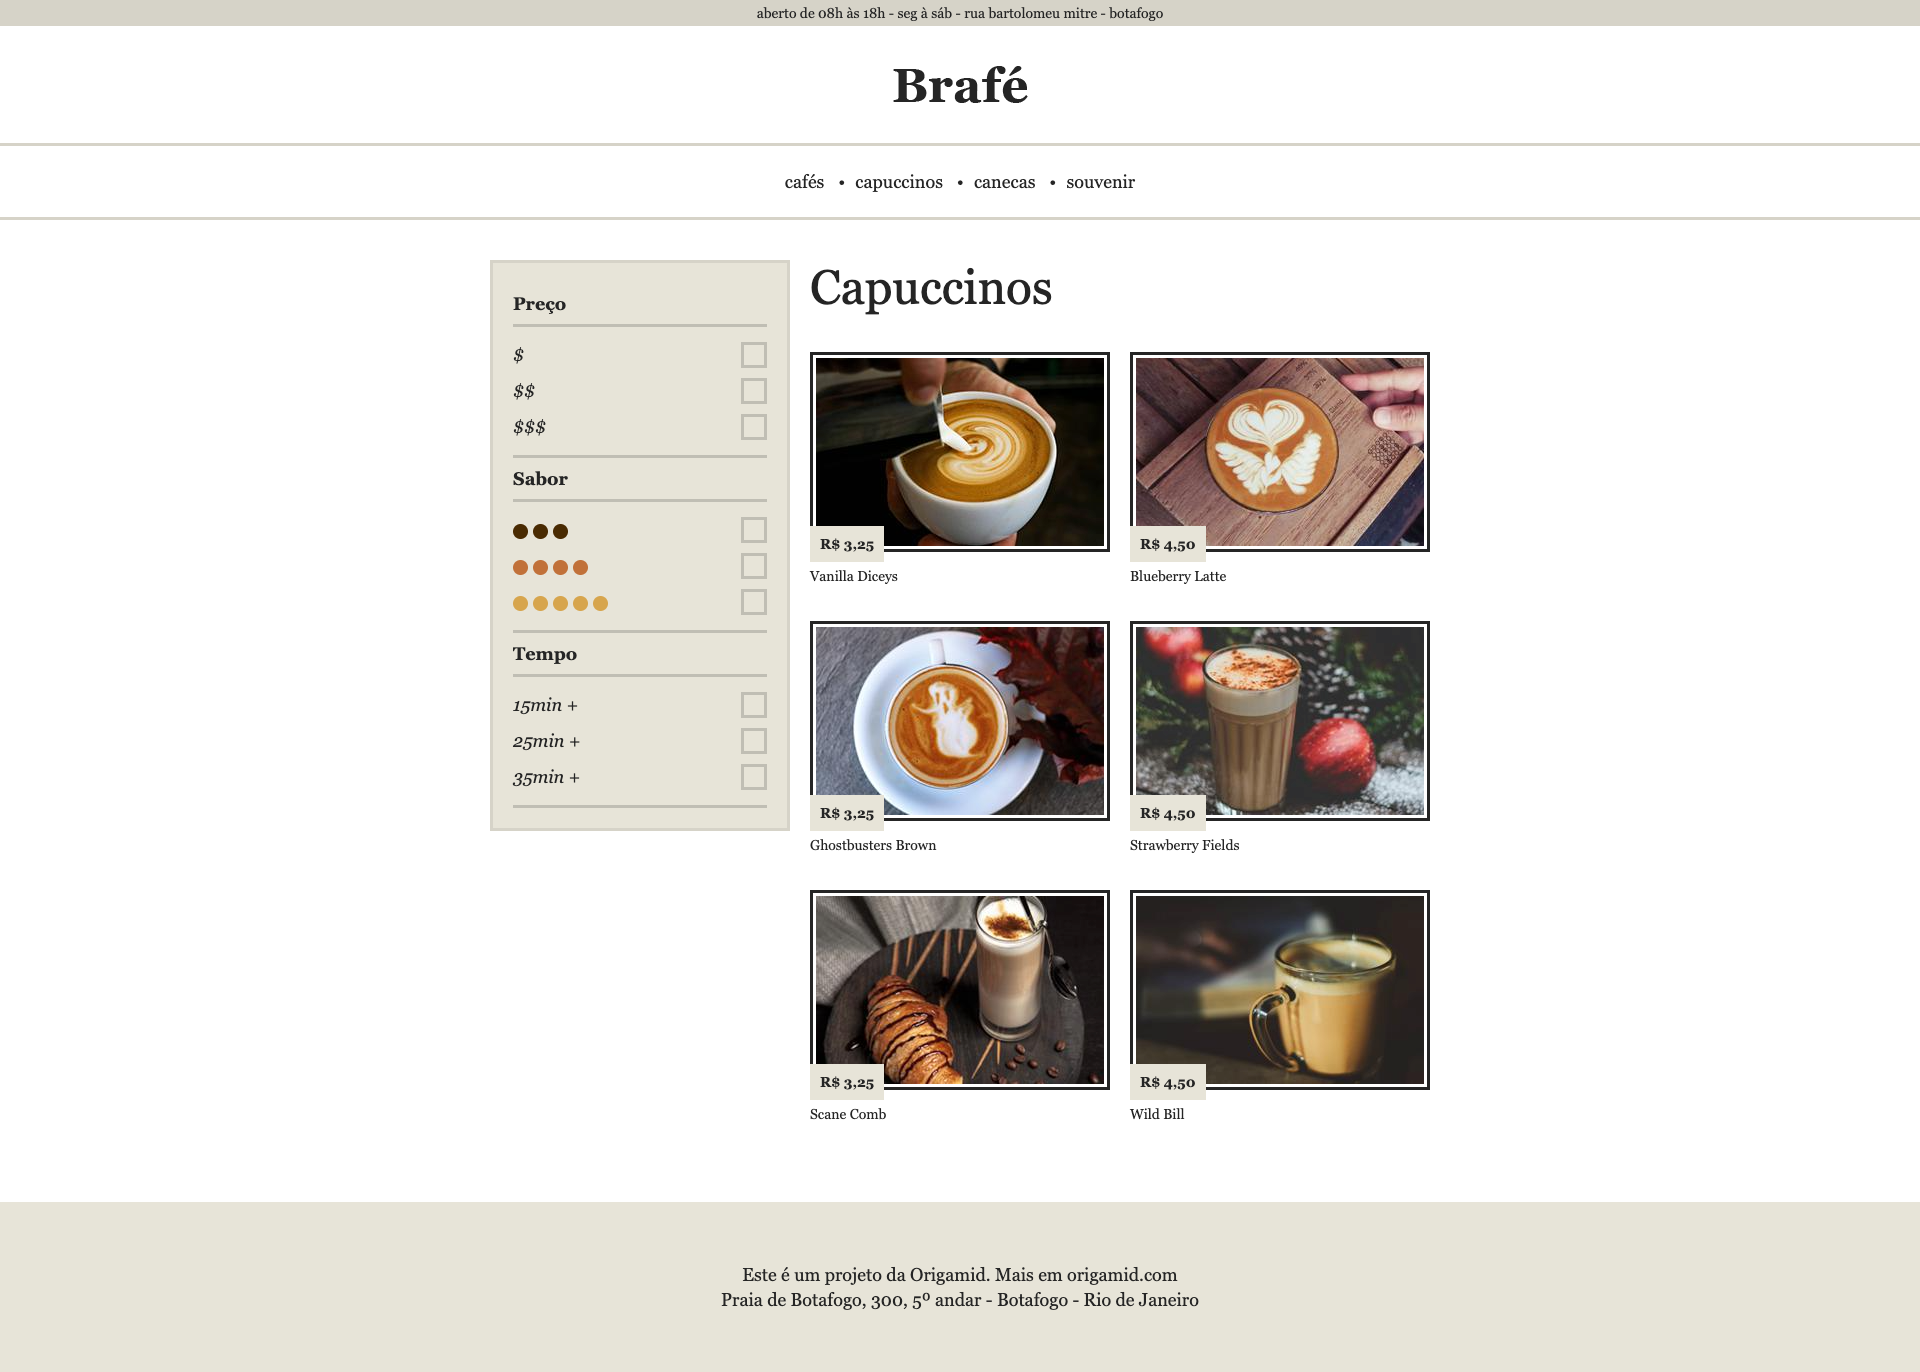 aberto de 08h às 18h - seg à sáb - rua bartolomeu mitre - botafogo
Brafé
cafés • capuccinos • canecas • souvenir
Preço
$
$$
$$$
Sabor
Tempo
15min +
25min +
35min +
Capuccinos
R$ 3,25
Vanilla Diceys
R$ 4,50
Blueberry Latte
R$ 3,25
Ghostbusters Brown
R$ 4,50
Strawberry Fields
R$ 3,25
Scane Comb
R$ 4,50
Wild Bill
Este é um projeto da Origamid. Mais em origamid.com
Praia de Botafogo, 300, 5º andar - Botafogo - Rio de Janeiro